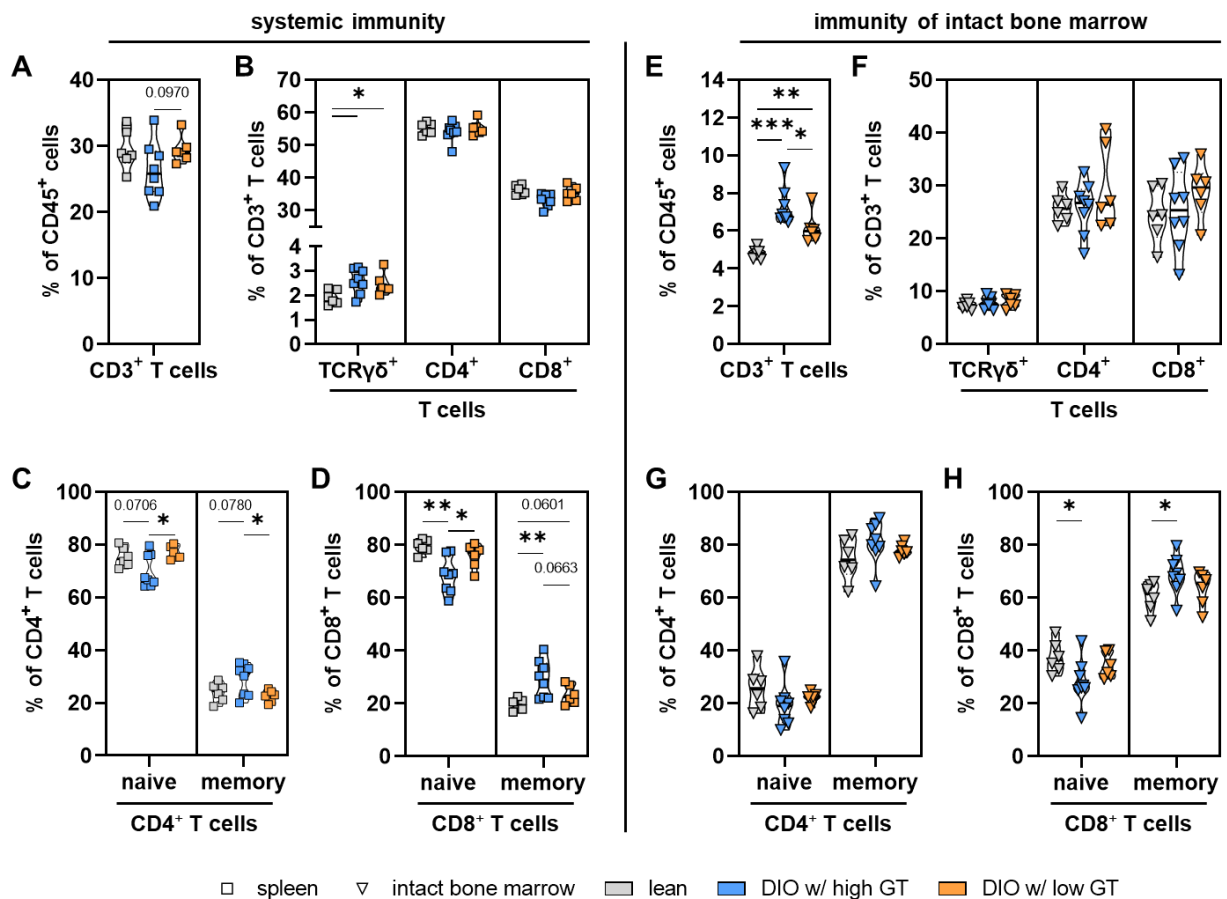 systemic immunity
immunity of intact bone marrow
A
% of CD45⁺ cells
40
30
20
10
0
0.0970
CD3⁺ T cells
B
% of CD3⁺ T cells
70
60
50
40
30
4
3
2
1
0
*
TCRγδ⁺ CD4⁺ CD8⁺
T cells
E
% of CD45⁺ cells
14
12
10
8
6
4
2
0
**
*** *
CD3⁺ T cells
F
% of CD3⁺ T cells
50
40
30
20
10
0
TCRγδ⁺ CD4⁺ CD8⁺
T cells
C
% of CD4⁺ T cells
100
80
60
40
20
0
0.0706 0.0780
* *
naive memory
CD4⁺ T cells
D
% of CD8⁺ T cells
100
80
60
40
20
0
** *
0.0601
**
0.0663
naive memory
CD8⁺ T cells
G
% of CD4⁺ T cells
100
80
60
40
20
0
naive memory
CD4⁺ T cells
H
% of CD8⁺ T cells
100
80
60
40
20
0
* *
naive memory
CD8⁺ T cells
spleen intact bone marrow lean DIO w/ high GT DIO w/ low GT